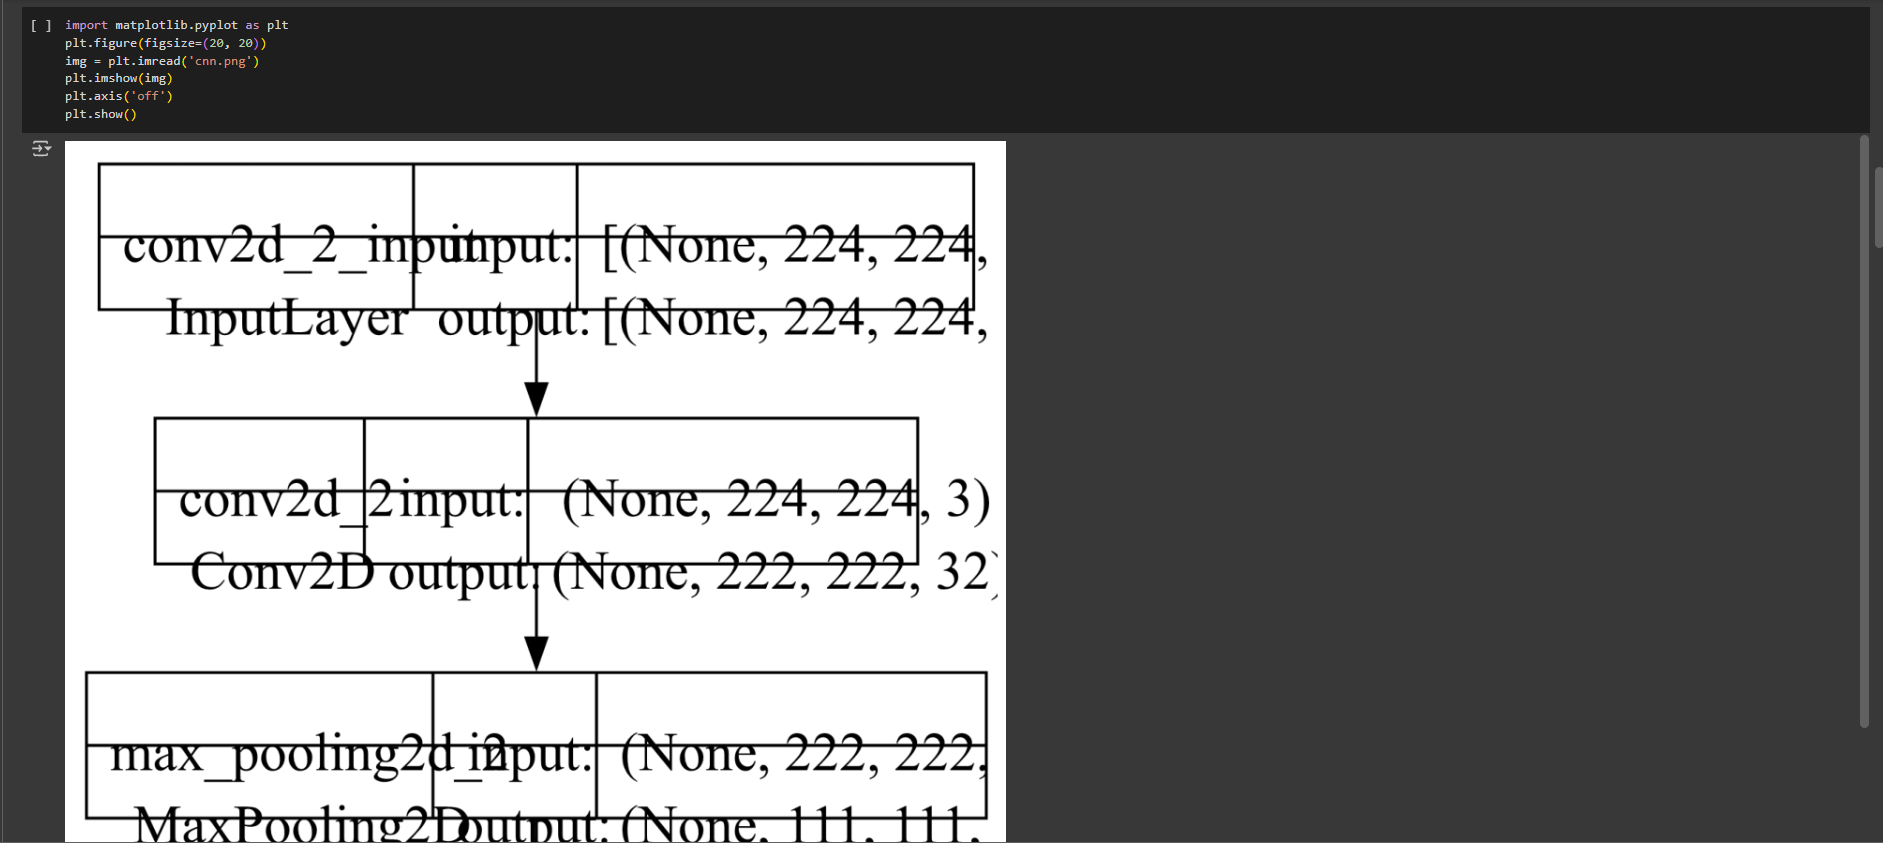 [ ] import matplotlib.pyplot as plt
plt.figure(figsize=(20, 20))
img = plt.imread('cnn.png')
plt.imshow(img)
plt.axis('off')
plt.show()
conv2d_2_input input: [(None, 224, 224,
InputLayer output: [(None, 224, 224,
conv2d_2 input: (None, 224, 224, 3)
Conv2D output: (None, 222, 222, 32)
max_pooling2d_2 input: (None, 222, 222,
MaxPooling2D output: (None, 111, 111,